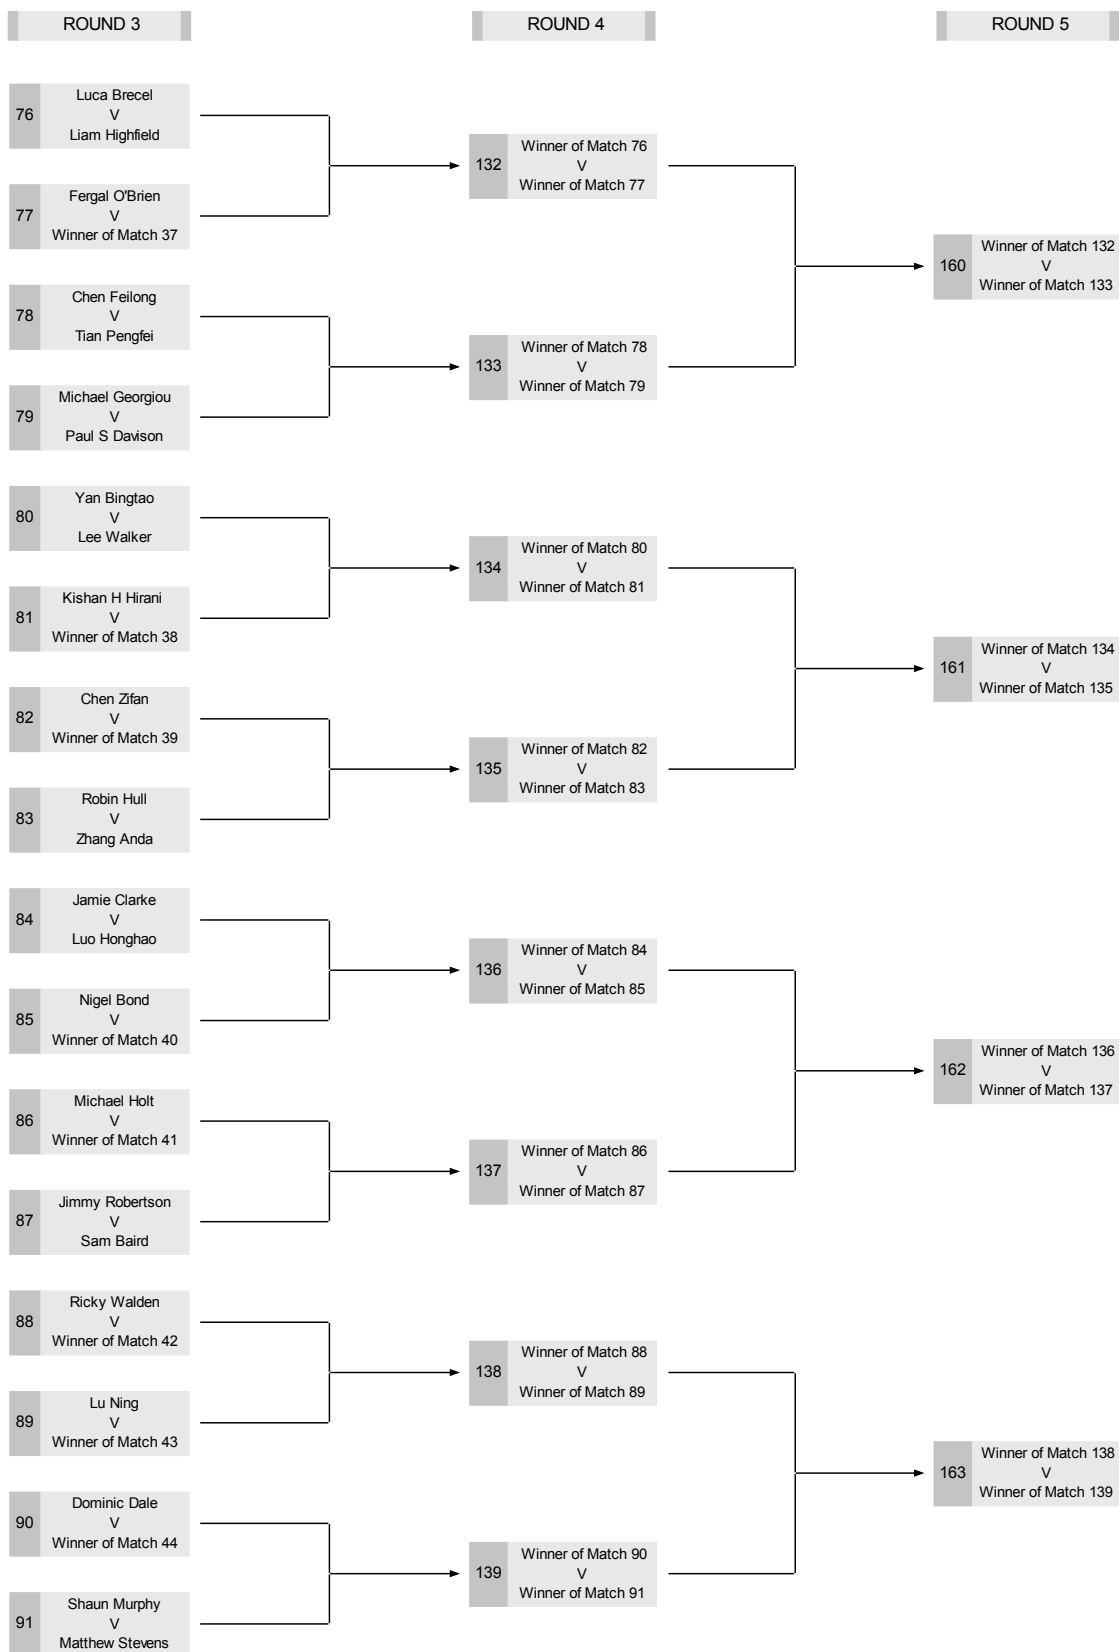 ROUND 3
ROUND 4
ROUND 5
76
Luca Brecel
V
Liam Highfield
77
Fergal O'Brien
V
Winner of Match 37
78
Chen Feilong
V
Tian Pengfei
79
Michael Georgiou
V
Paul S Davison
80
Yan Bingtao
V
Lee Walker
81
Kishan H Hirani
V
Winner of Match 38
82
Chen Zifan
V
Winner of Match 39
83
Robin Hull
V
Zhang Anda
84
Jamie Clarke
V
Luo Honghao
85
Nigel Bond
V
Winner of Match 40
86
Michael Holt
V
Winner of Match 41
87
Jimmy Robertson
V
Sam Baird
88
Ricky Walden
V
Winner of Match 42
89
Lu Ning
V
Winner of Match 43
90
Dominic Dale
V
Winner of Match 44
91
Shaun Murphy
V
Matthew Stevens
132
Winner of Match 76
V
Winner of Match 77
133
Winner of Match 78
V
Winner of Match 79
134
Winner of Match 80
V
Winner of Match 81
135
Winner of Match 82
V
Winner of Match 83
136
Winner of Match 84
V
Winner of Match 85
137
Winner of Match 86
V
Winner of Match 87
138
Winner of Match 88
V
Winner of Match 89
139
Winner of Match 90
V
Winner of Match 91
160
Winner of Match 132
V
Winner of Match 133
161
Winner of Match 134
V
Winner of Match 135
162
Winner of Match 136
V
Winner of Match 137
163
Winner of Match 138
V
Winner of Match 139